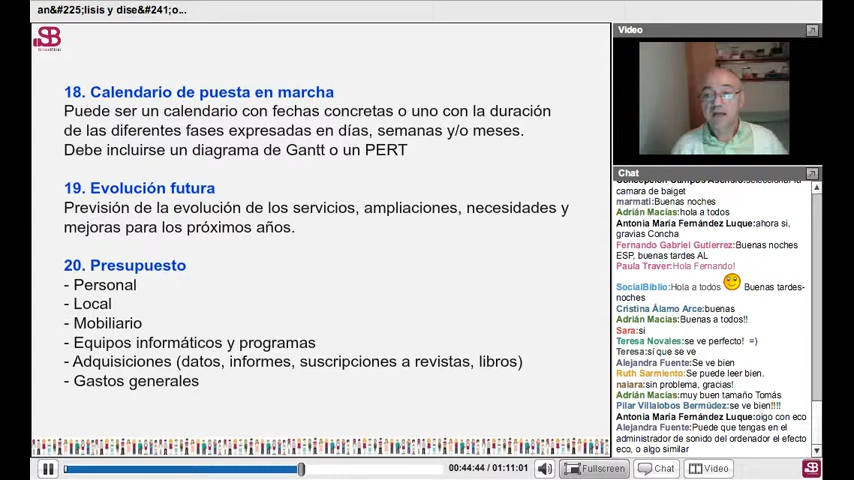 an&#225;lisis y dise&#241;o...
SB
18. Calendario de puesta en marcha
Puede ser un calendario con fechas concretas o uno con la duración
de las diferentes fases expresadas en días, semanas y/o meses.
Debe incluirse un diagrama de Gantt o un PERT
19. Evolución futura
Previsión de la evolución de los servicios, ampliaciones, necesidades y
mejoras para los próximos años.
20. Presupuesto
- Personal
- Local
- Mobiliario
- Equipos informáticos y programas
- Adquisiciones (datos, informes, suscripciones a revistas, libros)
- Gastos generales
Video
Chat
camara de baiget
marmati:Buenas noches
Adrián Macías:hola a todos
Antonia María Fernández Luque:ahora si,
gravias Concha
Fernando Gabriel Gutierrez:Buenas noches
ESP, buenas tardes AL
Paula Traver:Hola Fernando!
SocialBiblio:Hola a todos Buenas tardes-
noches
Cristina Álamo Arce:buenas
Adrián Macías:Buenas a todos!!
Sara:si
Teresa Novales:se ve perfecto! =)
Teresa:sí que se ve
Alejandra Fuente:Se ve bien
Ruth Sarmiento:Se puede leer bien.
naiara:sin problema, gracias!
Adrián Macías:muy buen tamaño Tomás
Pilar Villalobos Bermúdez:se ve bien!!!!
Antonia María Fernández Luque:oigo con eco
Alejandra Fuente:Puede que tengas en el
administrador de sonido del ordenador el efecto
eco, o algo similar
00:44:44 / 01:11:01
Fullscreen
Chat
Video
SB